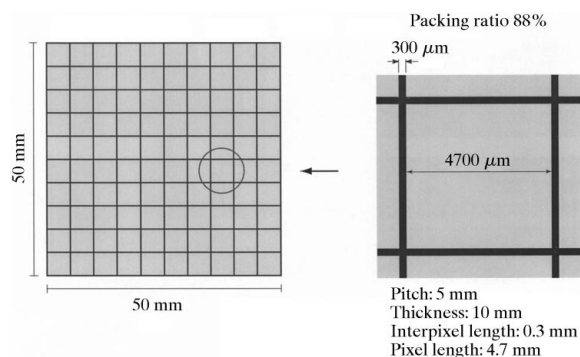 Packing ratio 88%
300 μm
50 mm
4700 μm
50 mm
Pitch: 5 mm
Thickness: 10 mm
Interpixel length: 0.3 mm
Pixel length: 4.7 mm